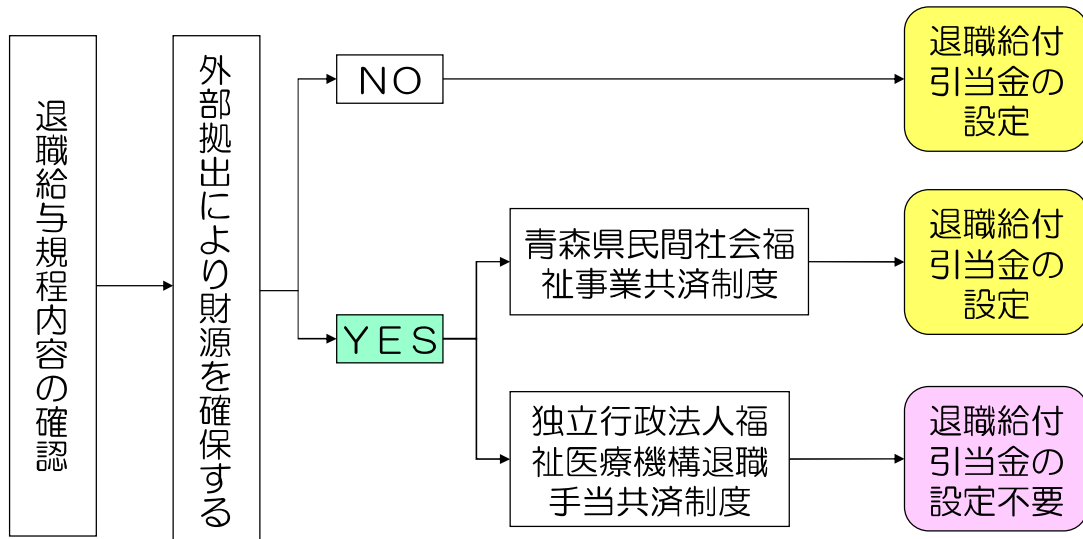 退職給与規程内容の確認
外部拠出により財源を確保する
NO
退職給付
引当金の
設定
YES
青森県民間社会福
祉事業共済制度
退職給付
引当金の
設定
独立行政法人福
祉医療機構退職
手当共済制度
退職給付
引当金の
設定不要